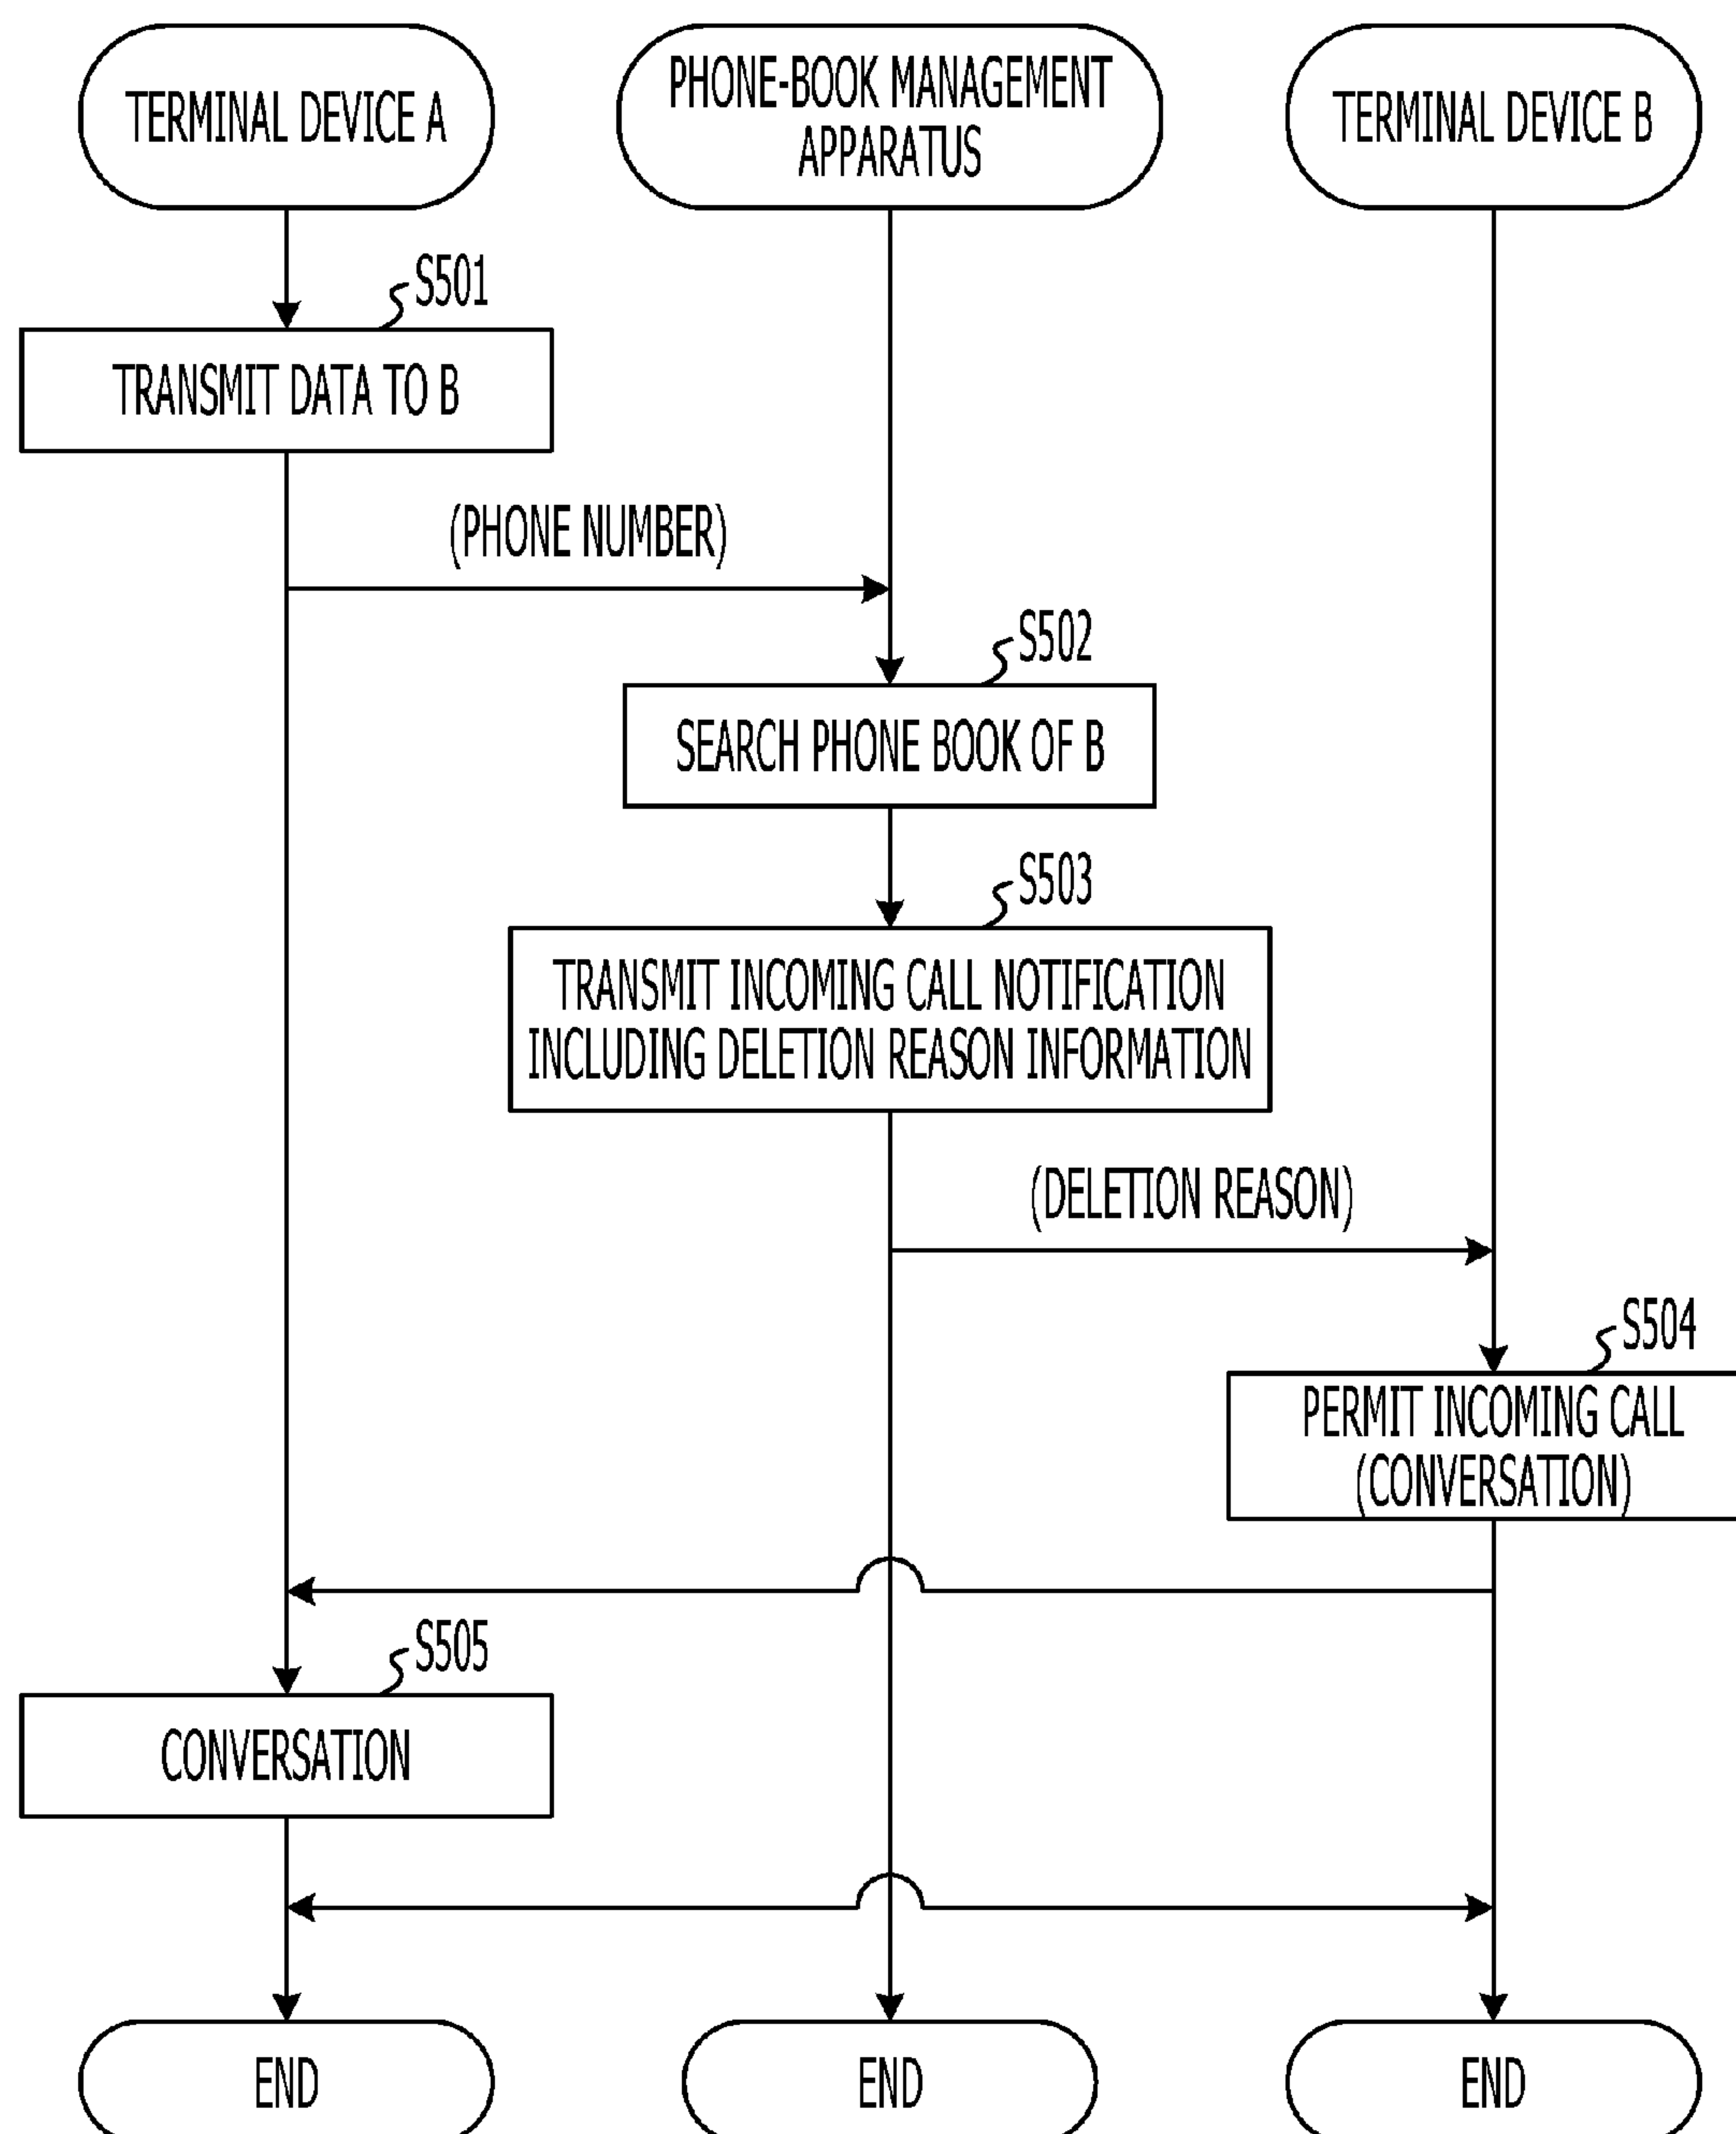 TERMINAL DEVICE A
PHONE-BOOK MANAGEMENT
APPARATUS
TERMINAL DEVICE B
S501
TRANSMIT DATA TO B
(PHONE NUMBER)
S502
SEARCH PHONE BOOK OF B
S503
TRANSMIT INCOMING CALL NOTIFICATION
INCLUDING DELETION REASON INFORMATION
(DELETION REASON)
S504
PERMIT INCOMING CALL
(CONVERSATION)
S505
CONVERSATION
END
END
END